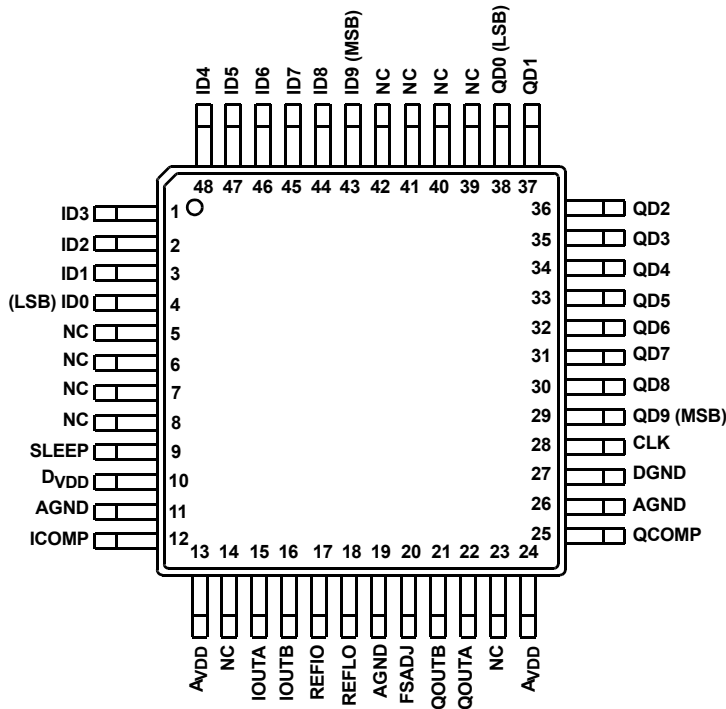 ID4
ID5
ID6
ID7
ID8
ID9 (MSB)
NC
NC
NC
NC
QD0 (LSB)
QD1
48 47 46 45 44 43 42 41 40 39 38 37
ID3 1
ID2 2
ID1 3
(LSB) ID0 4
NC 5
NC 6
NC 7
NC 8
SLEEP 9
DVDD 10
AGND 11
ICOMP 12
36 QD2
35 QD3
34 QD4
33 QD5
32 QD6
31 QD7
30 QD8
29 QD9 (MSB)
28 CLK
27 DGND
26 AGND
25 QCOMP
13 14 15 16 17 18 19 20 21 22 23 24
AVDD
NC
IOUTA
IOUTB
REFIO
REFLO
AGND
FSADJ
QOUTB
QOUTA
NC
AVDD